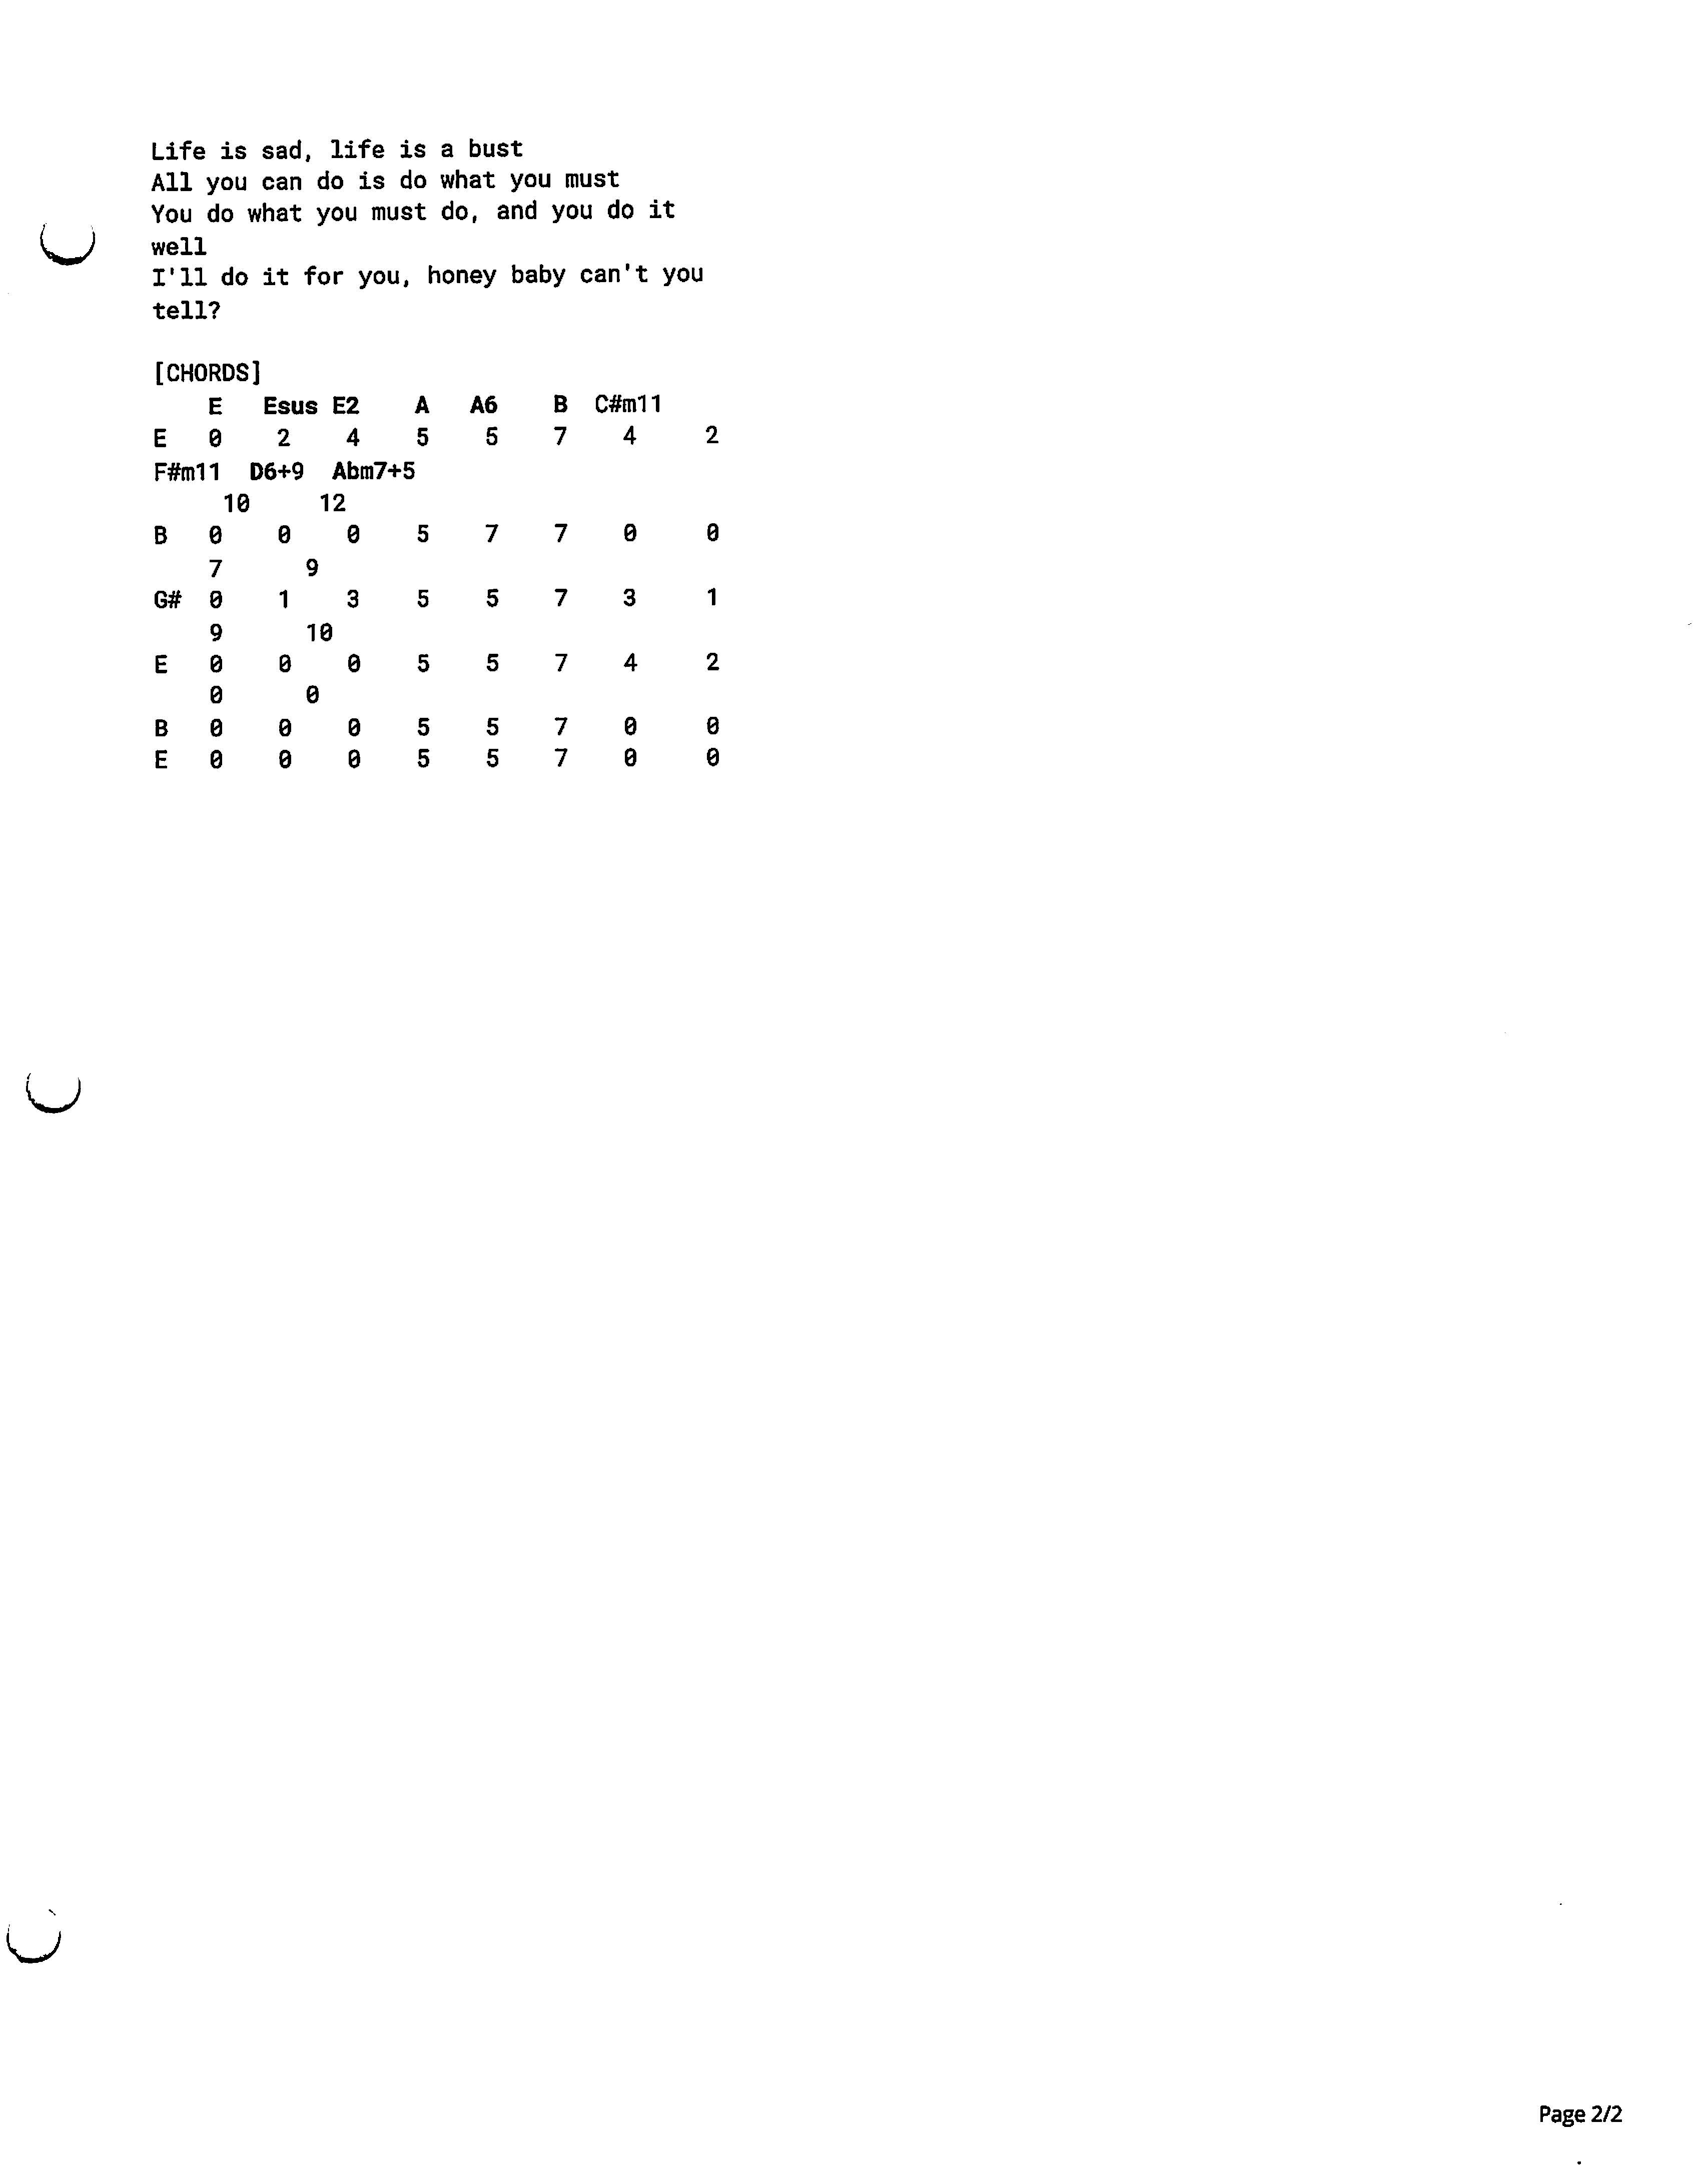 Life is sad, life is a bust
All you can do is do what you must
You do what you must do, and you do it
well
I'll do it for you, honey baby can't you
tell?

[CHORDS]
    E   Esus E2    A   A6    B  C#m11
E   0    2    4    5    5    7    4     2
F#m11  D6+9  Abm7+5
     10     12
B   0    0    0    5    7    7    0     0
    7      9
G#  0    1    3    5    5    7    3     1
    9      10
E   0    0    0    5    5    7    4     2
    0      0
B   0    0    0    5    5    7    0     0
E   0    0    0    5    5    7    0     0
Page 2/2